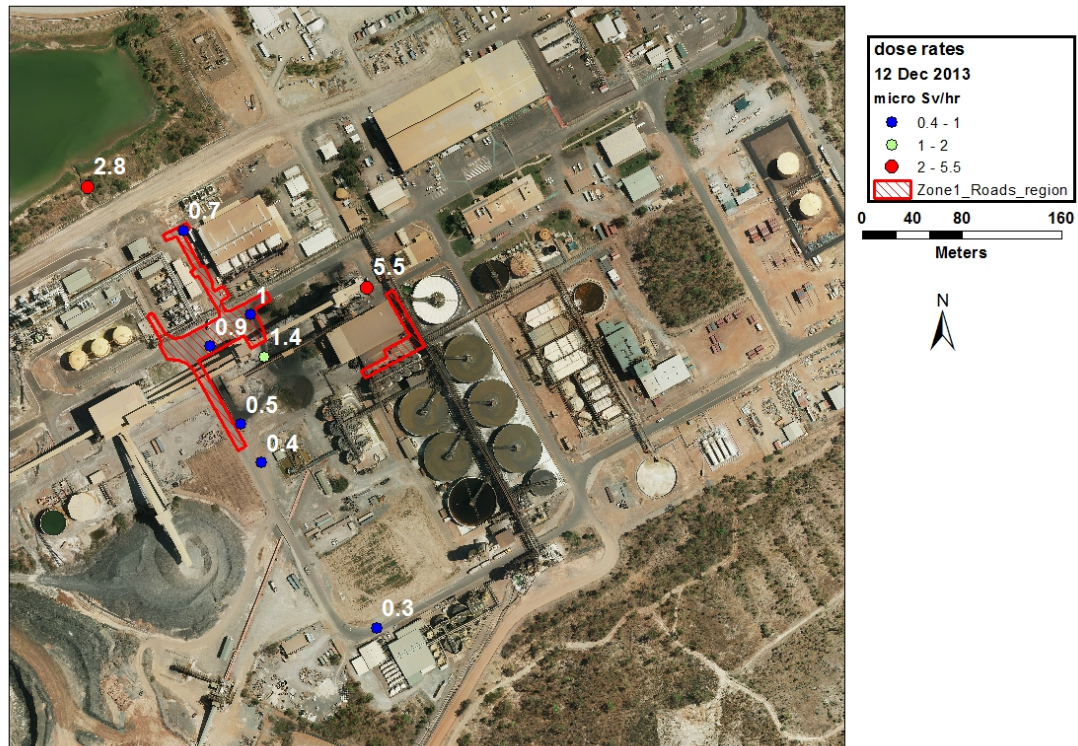 2.8
0.7
5.5
1
0.9
1.4
0.5
0.4
0.3
dose rates
12 Dec 2013
micro Sv/hr
0.4 - 1
1 - 2
2 - 5.5
Zone1_Roads_region
0 40 80 160
Meters
N